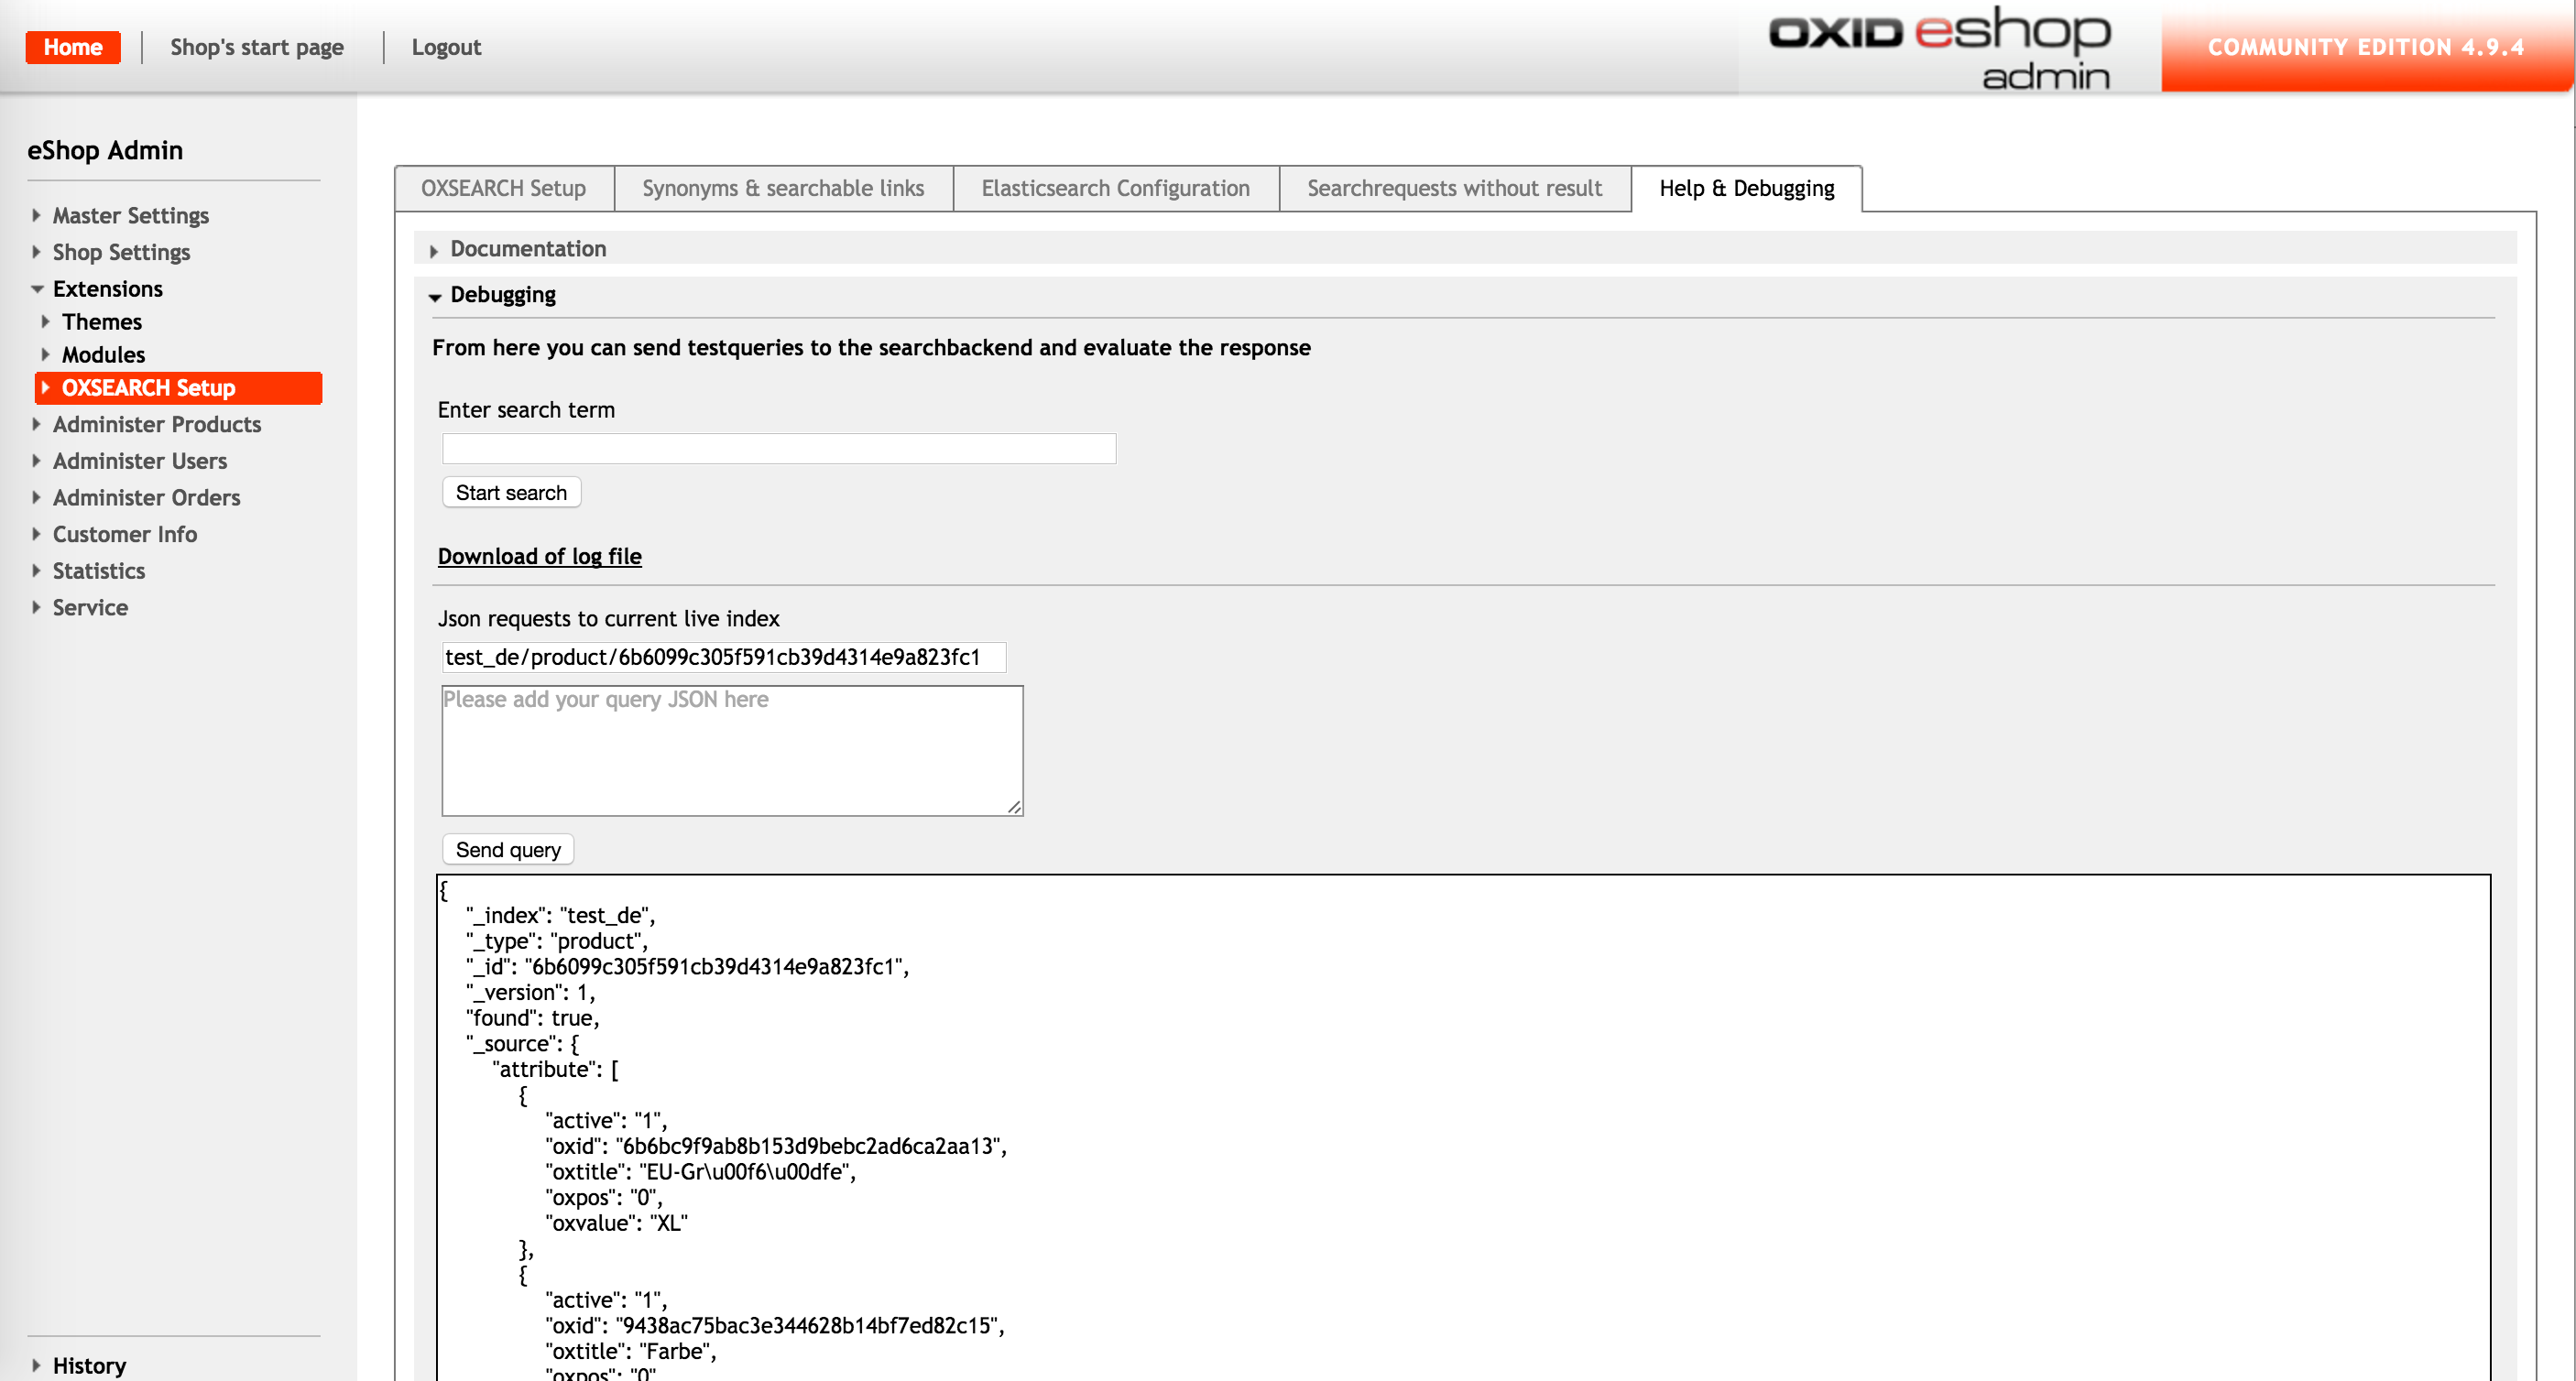 Home
Shop's start page
Logout
OXID eshop
admin
COMMUNITY EDITION 4.9.4
eShop Admin
Master Settings
Shop Settings
Extensions
Themes
Modules
OXSEARCH Setup
Administer Products
Administer Users
Administer Orders
Customer Info
Statistics
Service
History
OXSEARCH Setup
Synonyms & searchable links
Elasticsearch Configuration
Searchrequests without result
Help & Debugging
Documentation
Debugging
From here you can send testqueries to the searchbackend and evaluate the response
Enter search term
Start search
Download of log file
Json requests to current live index
test_de/product/6b6099c305f591cb39d4314e9a823fc1
Please add your query JSON here
Send query
{
"_index": "test_de",
"_type": "product",
"_id": "6b6099c305f591cb39d4314e9a823fc1",
"_version": 1,
"found": true,
"_source": {
"attribute": [
{
"active": "1",
"oxid": "6b6bc9f9ab8b153d9bebc2ad6ca2aa13",
"oxtitle": "EU-Gr\u00f6\u00dfe",
"oxpos": "0",
"oxvalue": "XL"
},
{
"active": "1",
"oxid": "9438ac75bac3e344628b14bf7ed82c15",
"oxtitle": "Farbe",
"oxpos": "0"